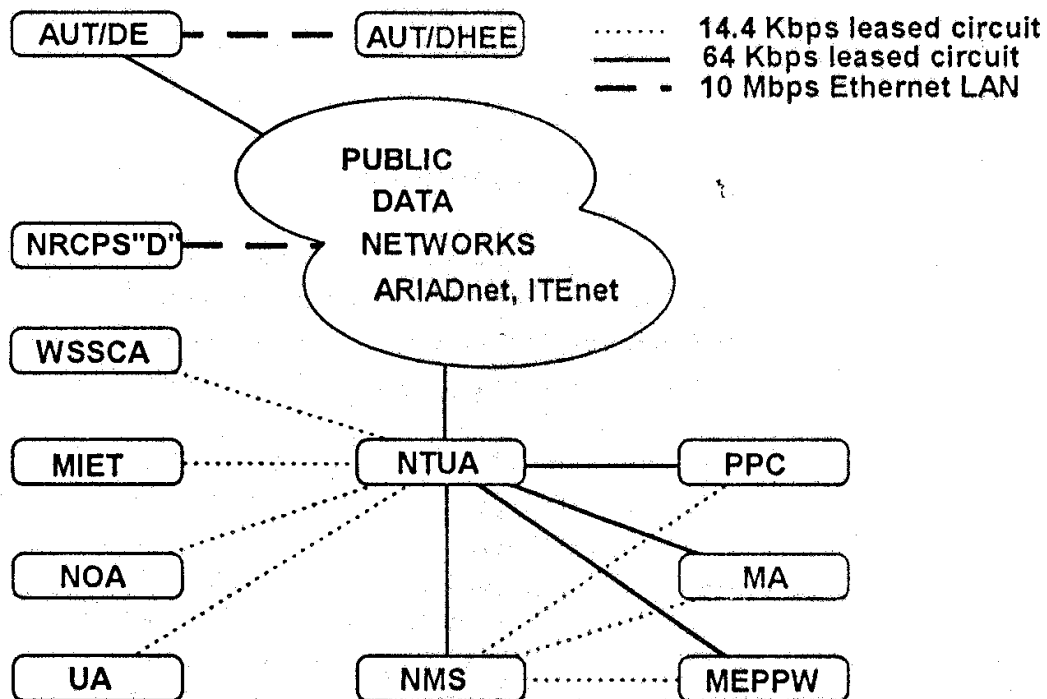 AUT/DE
AUT/DHEE
14.4 Kbps leased circuit
64 Kbps leased circuit
10 Mbps Ethernet LAN
PUBLIC
DATA
NETWORKS
ARIADnet, ITEnet
NRCPS"D"
WSSCA
MIET
NTUA
PPC
NOA
MA
UA
NMS
MEPPW